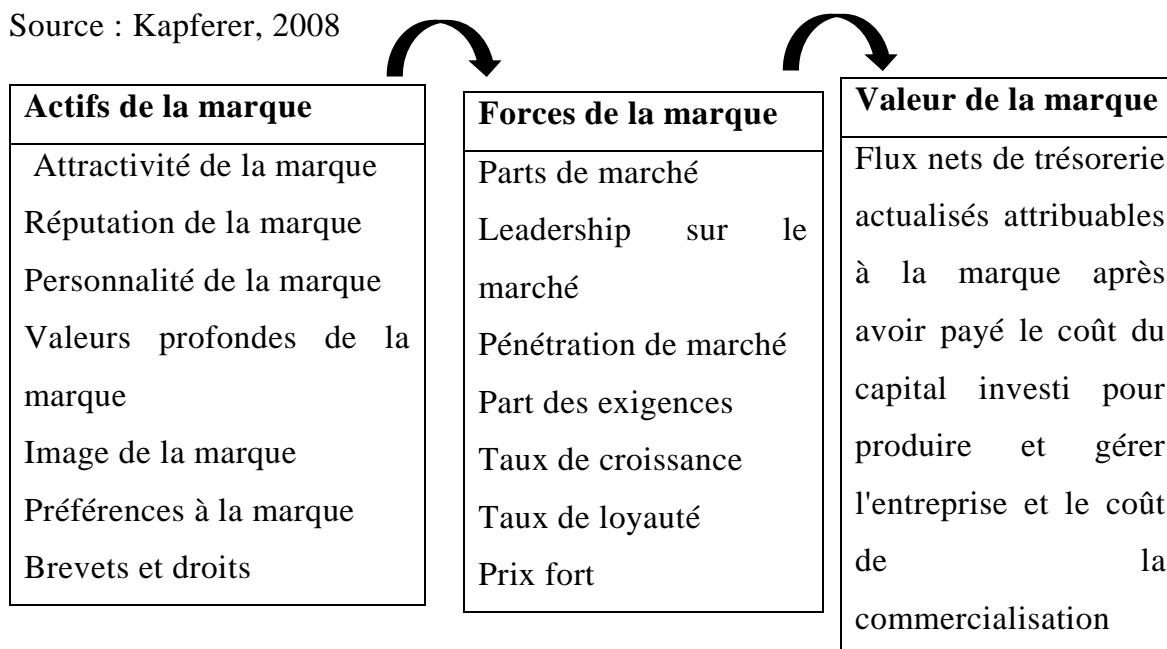 Source : Kapferer, 2008
Actifs de la marque
Attractivité de la marque
Réputation de la marque
Personnalité de la marque
Valeurs profondes de la
marque
Image de la marque
Préférences à la marque
Brevets et droits
Forces de la marque
Parts de marché
Leadership sur le
marché
Pénétration de marché
Part des exigences
Taux de croissance
Taux de loyauté
Prix fort
Valeur de la marque
Flux nets de trésorerie
actualisés attribuables
à la marque après
avoir payé le coût du
capital investi pour
produire et gérer
l'entreprise et le coût
de la
commercialisation